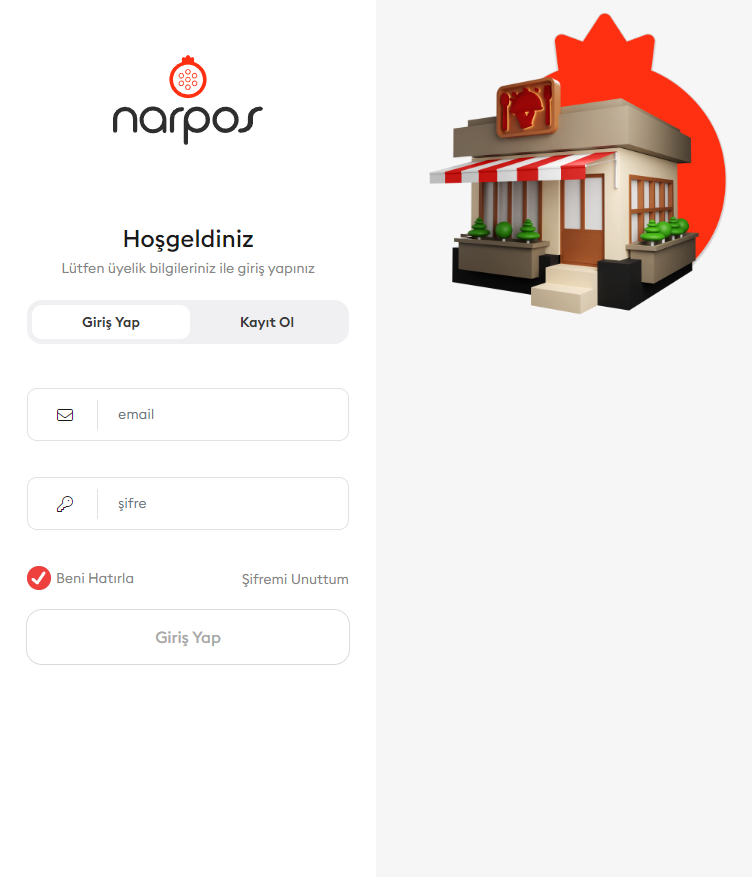 narpos
Hoşgeldiniz
Lütfen üyelik bilgileriniz ile giriş yapınız
Giriş Yap
Kayıt Ol
email
şifre
Beni Hatırla
Şifremi Unuttum
Giriş Yap